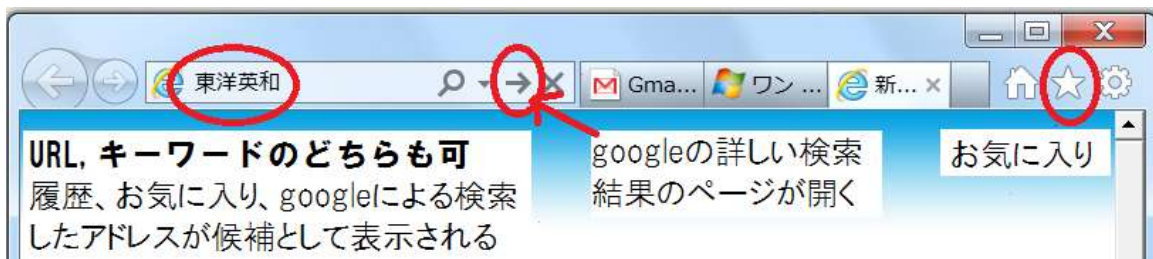 東洋英和
Gma... ワン ... 新...
URL, キーワードのどちらも可
履歴、お気に入り、googleによる検索
したアドレスが候補として表示される
googleの詳しい検索
結果のページが開く
お気に入り